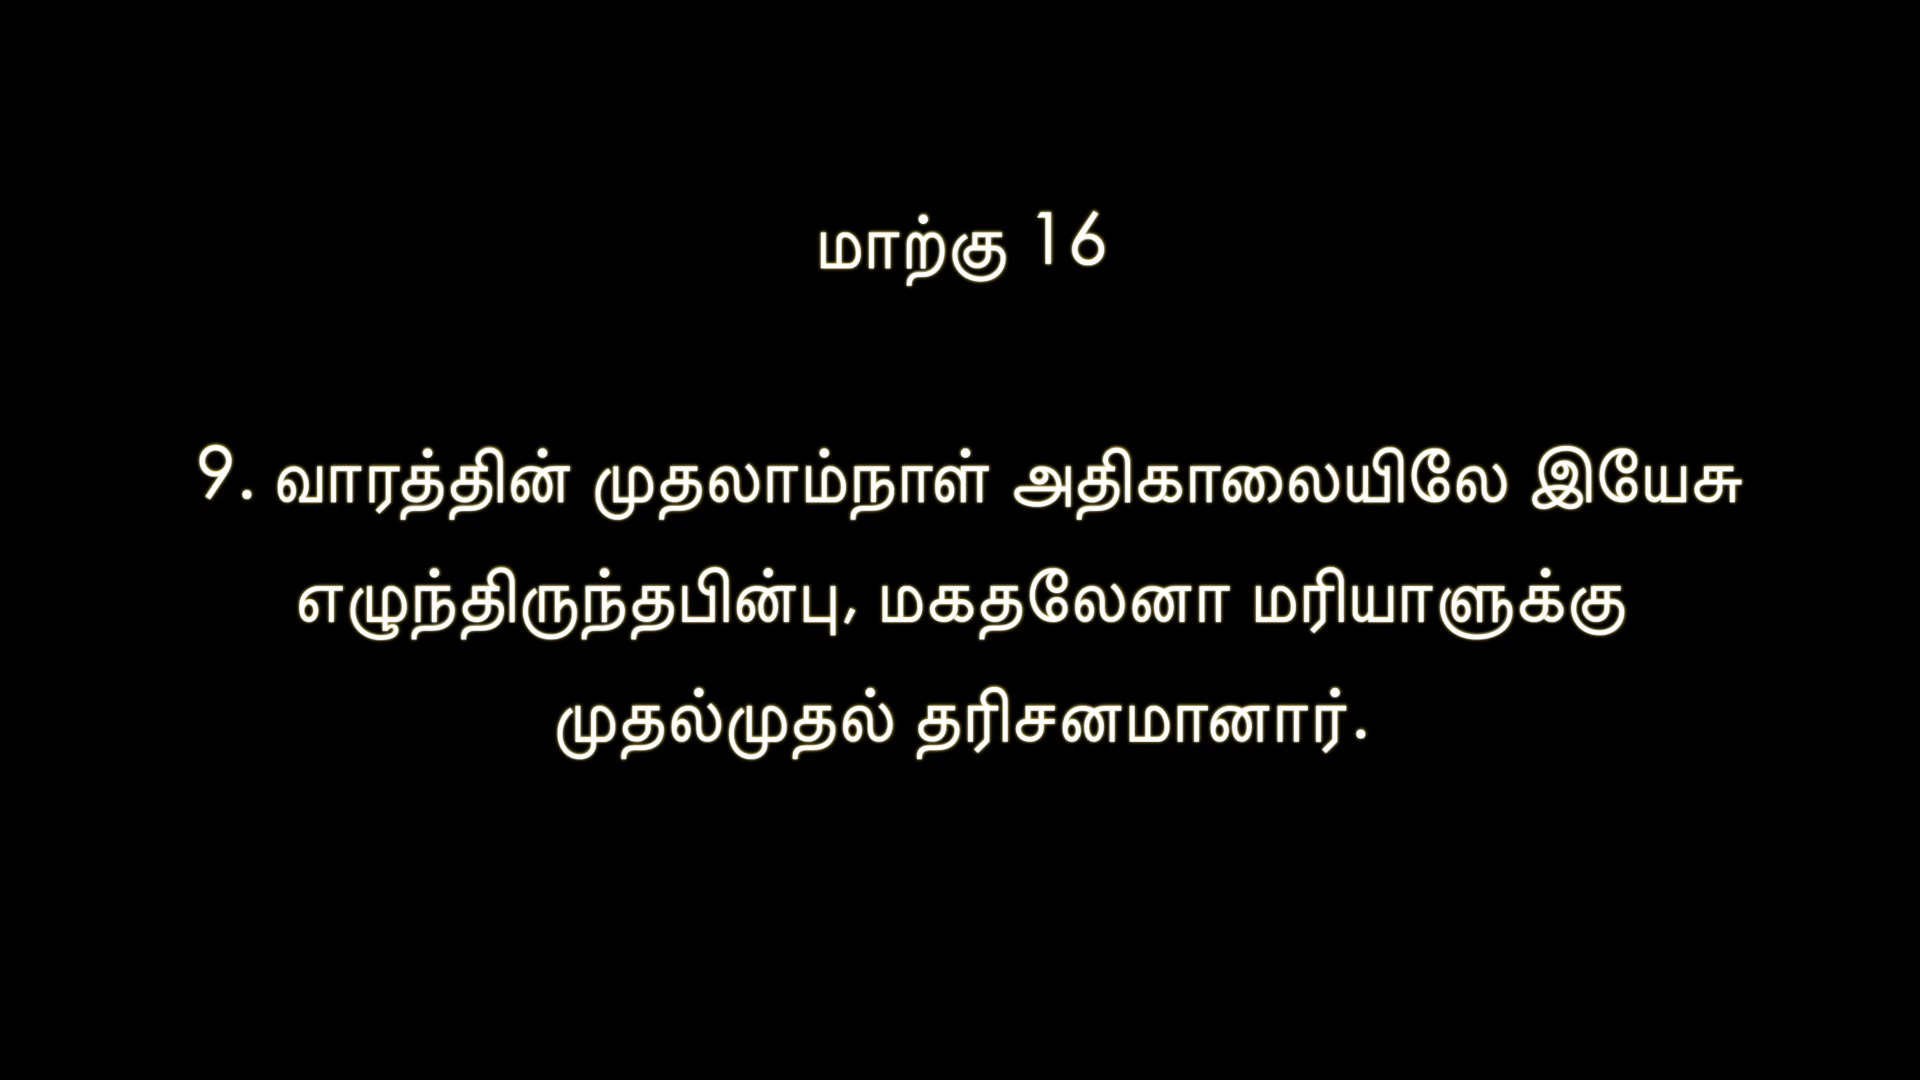 மாற்கு 16
9. வாரத்தின் முதலாம்நாள் அதிகாலையிலே இயேசு
எழுந்திருந்தபின்பு, மகதலேனா மரியாளுக்கு
முதல்முதல் தரிசனமானார்.